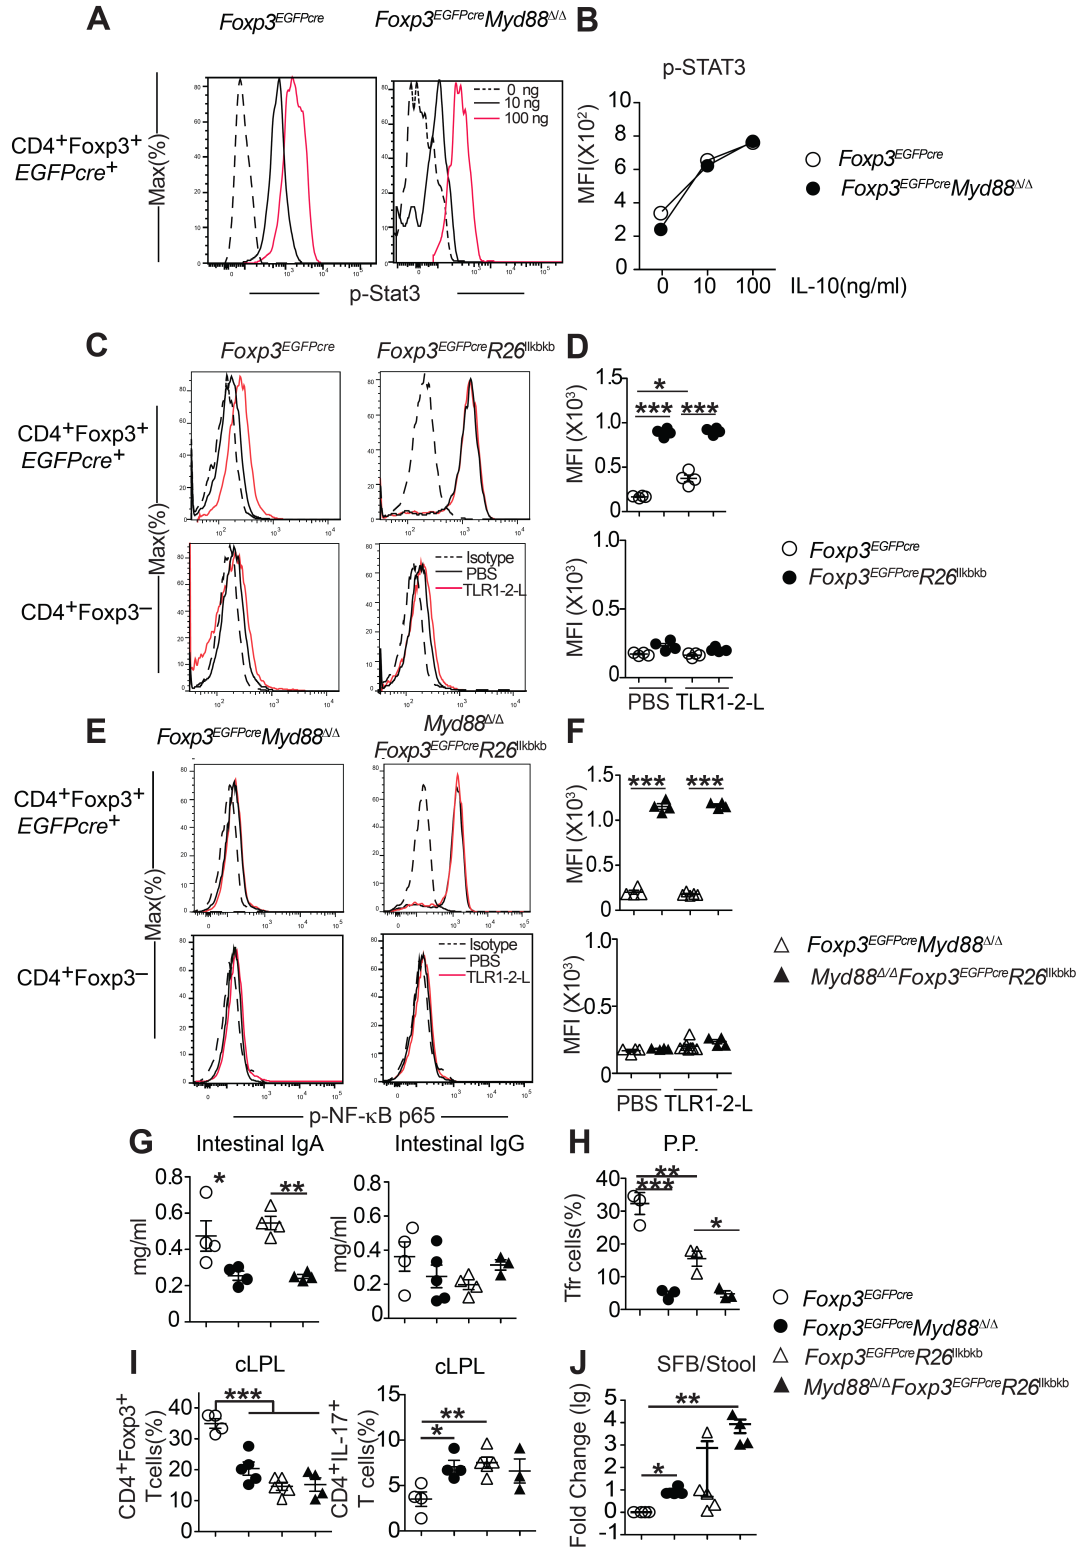 A
Foxp3EGFPcre
Foxp3EGFPcreMyd88Δ/Δ
CD4+Foxp3+
EGFPcre+
Max(%)
0 ng
10 ng
100 ng
p-Stat3
B
p-STAT3
MFI(X10²)
10
8
6
4
2
0
0 10 100 IL-10(ng/ml)
Foxp3EGFPcre
Foxp3EGFPcreMyd88Δ/Δ
C
Foxp3EGFPcre
Foxp3EGFPcreR26IIkbkb
CD4+Foxp3+
EGFPcre+
Max(%)
CD4+Foxp3–
Isotype
PBS
TLR1-2-L
D
MFI (X10³)
1.5
1.0
0.5
0
*
*** ***
MFI (X10³)
1.0
0.5
0
PBS TLR1-2-L
Foxp3EGFPcre
Foxp3EGFPcreR26IIkbkb
E
Foxp3EGFPcreMyd88Δ/Δ
Myd88Δ/Δ
Foxp3EGFPcreR26IIkbkb
CD4+Foxp3+
EGFPcre+
Max(%)
CD4+Foxp3–
Isotype
PBS
TLR1-2-L
p-NF-κB p65
F
MFI (X10³)
1.5
1.0
0.5
0
*** ***
MFI (X10³)
1.0
0.5
0
PBS TLR1-2-L
Foxp3EGFPcreMyd88Δ/Δ
Myd88Δ/ΔFoxp3EGFPcreR26IIkbkb
G
Intestinal IgA
mg/ml
0.8
0.6
0.4
0.2
0
* **
Intestinal IgG
mg/ml
0.8
0.6
0.4
0.2
0
H
P.P.
Tfr cells(%)
40
30
20
10
0
**
***
*
Foxp3EGFPcre
Foxp3EGFPcreMyd88Δ/Δ
Foxp3EGFPcreR26IIkbkb
Myd88Δ/ΔFoxp3EGFPcreR26IIkbkb
I
cLPL
CD4+Foxp3+
Tcells(%)
40
30
20
10
0
***
cLPL
CD4+IL-17+
T cells(%)
15
10
5
0
**
*
J
SFB/Stool
Fold Change (lg)
5
4
3
2
1
0
-1
**
*